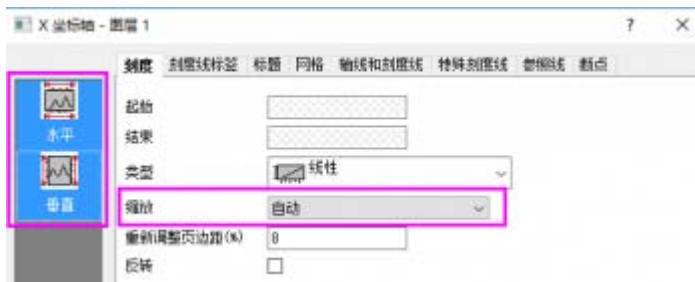 X 坐标轴 - 图层 1 ? ×
刻度 刻度线标签 标题 网格 轴线和刻度线 特殊刻度线 参照线 断点
水平
垂直
起始
结束
类型 线性
缩放 自动
重新调整页边距(%) 8
反转